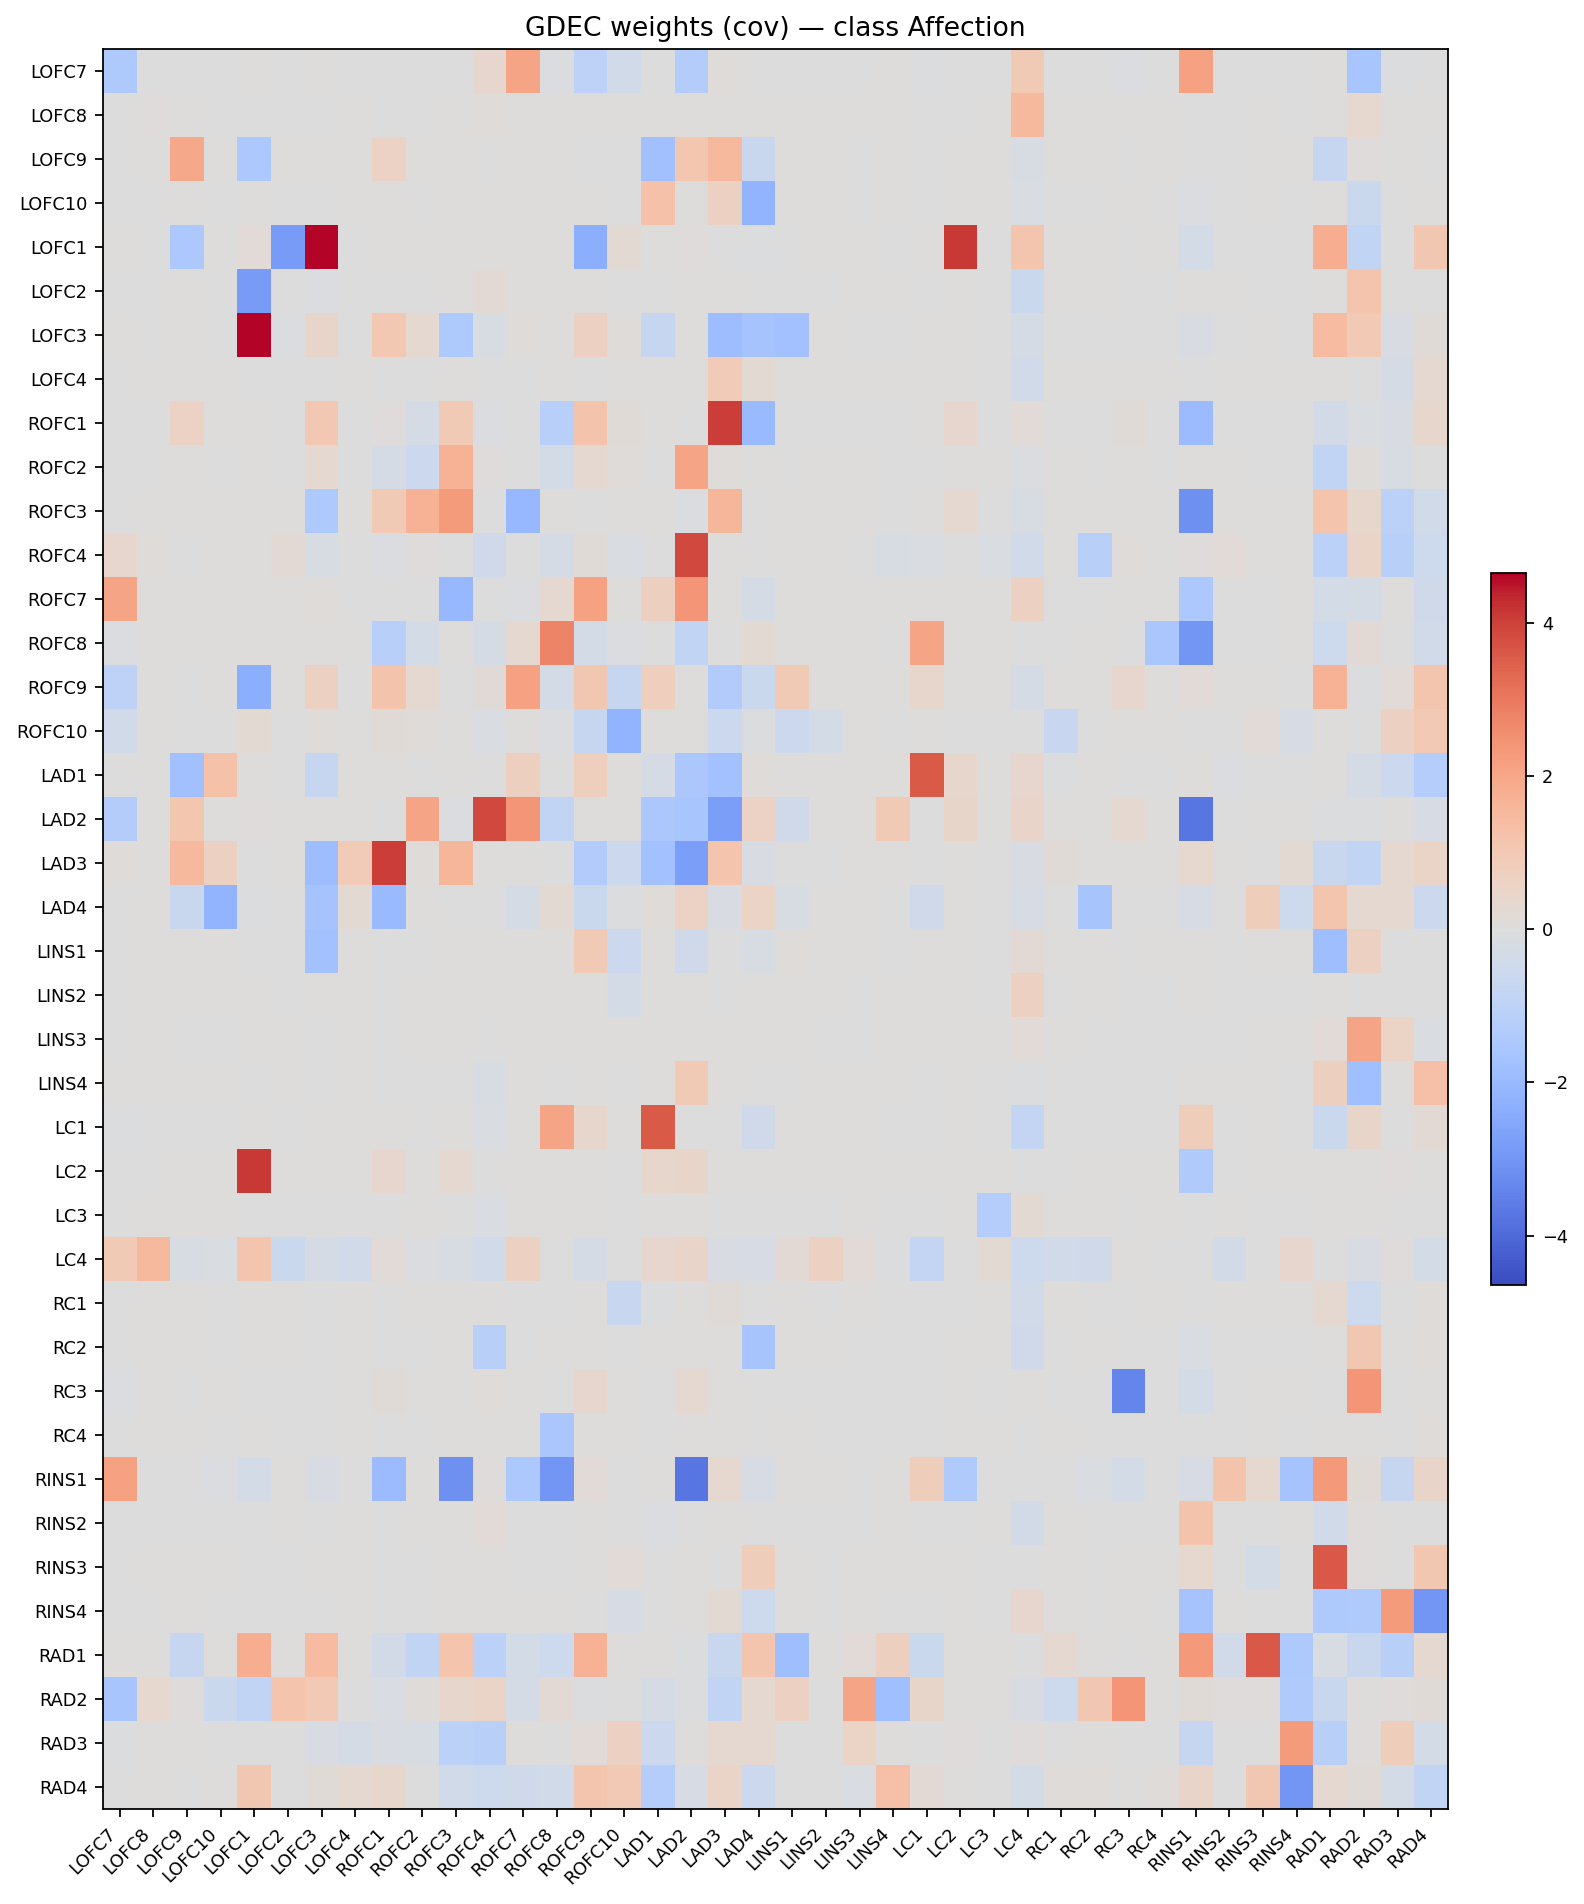 GDEC weights (cov) — class Affection
LOFC7
LOFC8
LOFC9
LOFC10
LOFC1
LOFC2
LOFC3
LOFC4
ROFC1
ROFC2
ROFC3
ROFC4
ROFC7
ROFC8
ROFC9
ROFC10
LAD1
LAD2
LAD3
LAD4
LINS1
LINS2
LINS3
LINS4
LC1
LC2
LC3
LC4
RC1
RC2
RC3
RC4
RINS1
RINS2
RINS3
RINS4
RAD1
RAD2
RAD3
RAD4
LOFC7 LOFC8 LOFC9 LOFC10 LOFC1 LOFC2 LOFC3 LOFC4 ROFC1 ROFC2 ROFC3 ROFC4 ROFC7 ROFC8 ROFC9 ROFC10 LAD1 LAD2 LAD3 LAD4 LINS1 LINS2 LINS3 LINS4 LC1 LC2 LC3 LC4 RC1 RC2 RC3 RC4 RINS1 RINS2 RINS3 RINS4 RAD1 RAD2 RAD3 RAD4
4
2
0
−2
−4